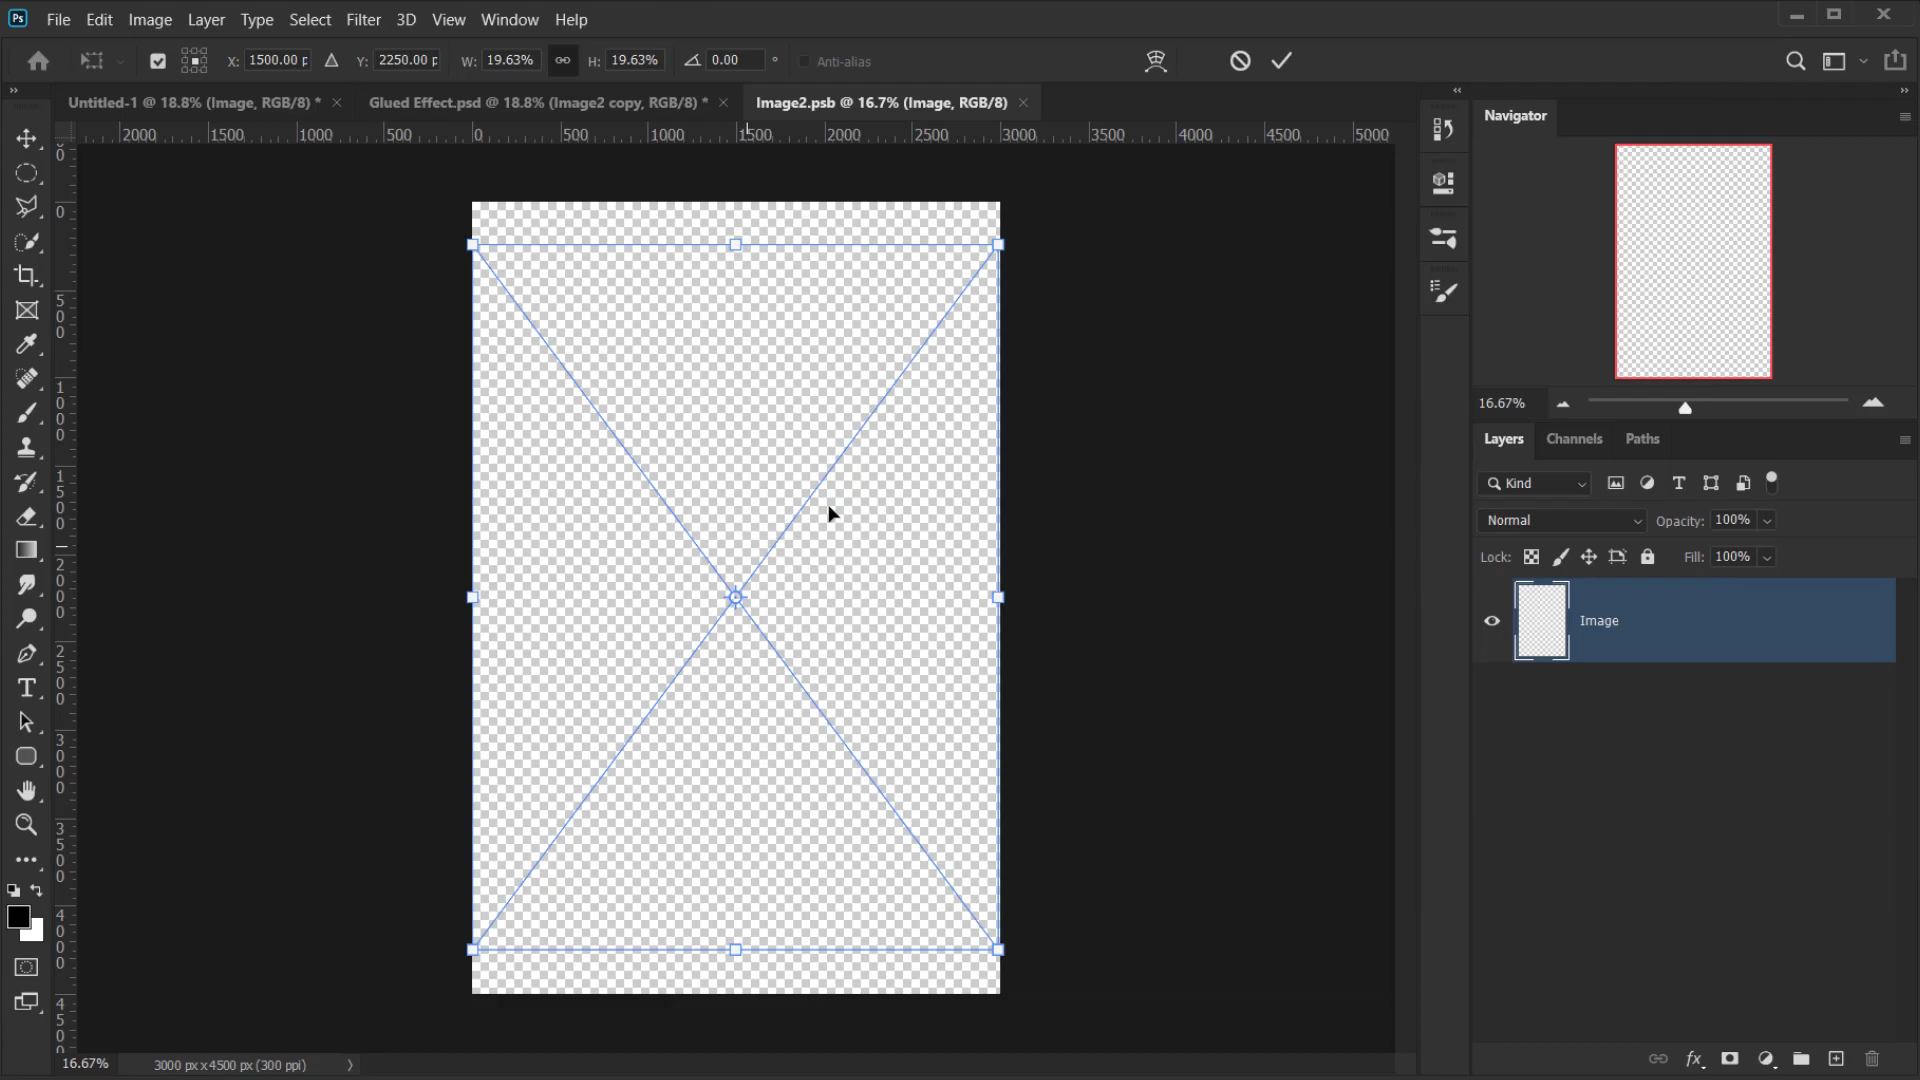 Ps File Edit Image Layer Type Select Filter 3D View Window Help
X: 1500.00 p Y: 2250.00 p W: 19.63% H: 19.63% 0.00 ° Anti-alias
Untitled-1 @ 18.8% (Image, RGB/8) * × Glued Effect.psd @ 18.8% (Image2 copy, RGB/8) * × Image2.psb @ 16.7% (Image, RGB/8) ×
2000 1500 1000 500 0 500 1000 1500 2000 2500 3000 3500 4000 4500 5000
0
0
500
1000
1500
2000
2500
3000
3500
4000
4500
Navigator
16.67%
Layers Channels Paths
Kind
Normal Opacity: 100%
Lock: Fill: 100%
Image
fx
16.67% 3000 px x 4500 px (300 ppi)